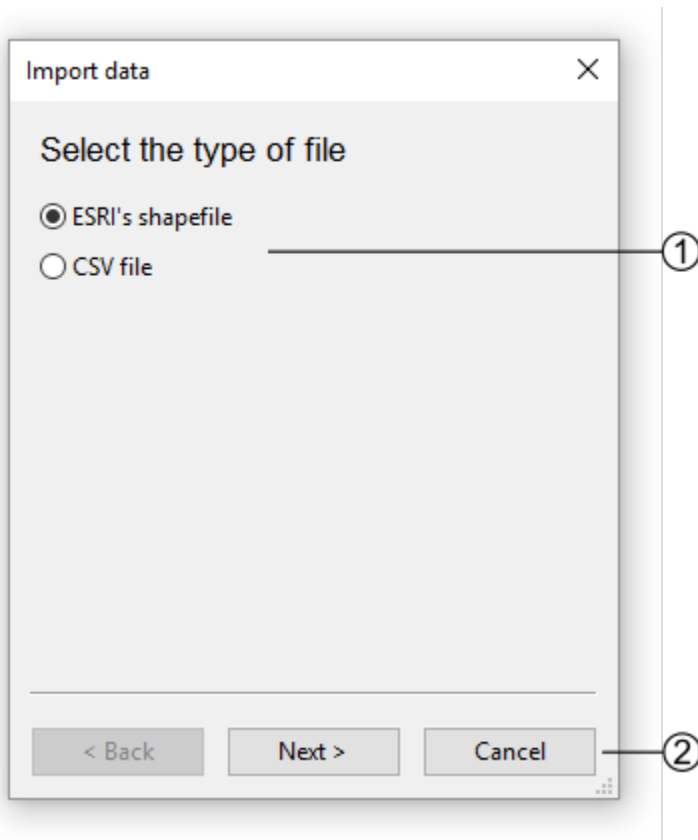 Import data
Select the type of file
ESRI's shapefile
CSV file
1
< Back Next > Cancel
2